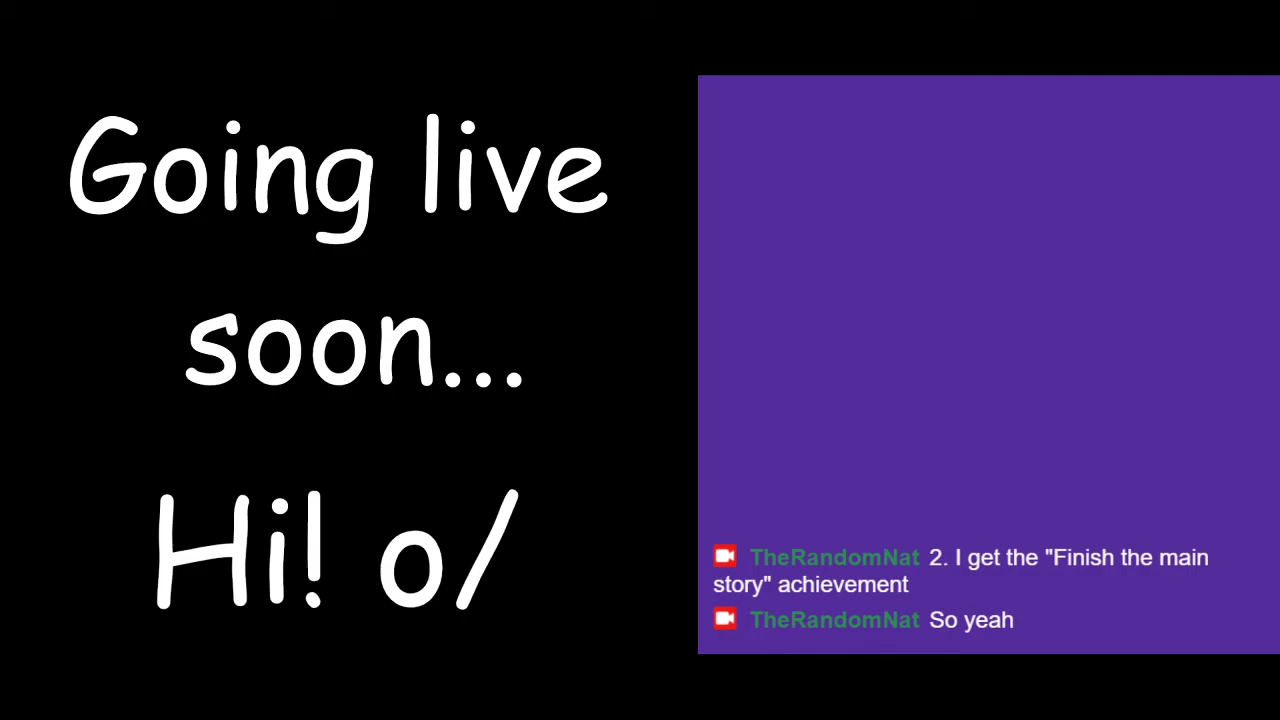 Going live
soon...
Hi! o/
TheRandomNat 2. I get the "Finish the main
story" achievement
TheRandomNat So yeah